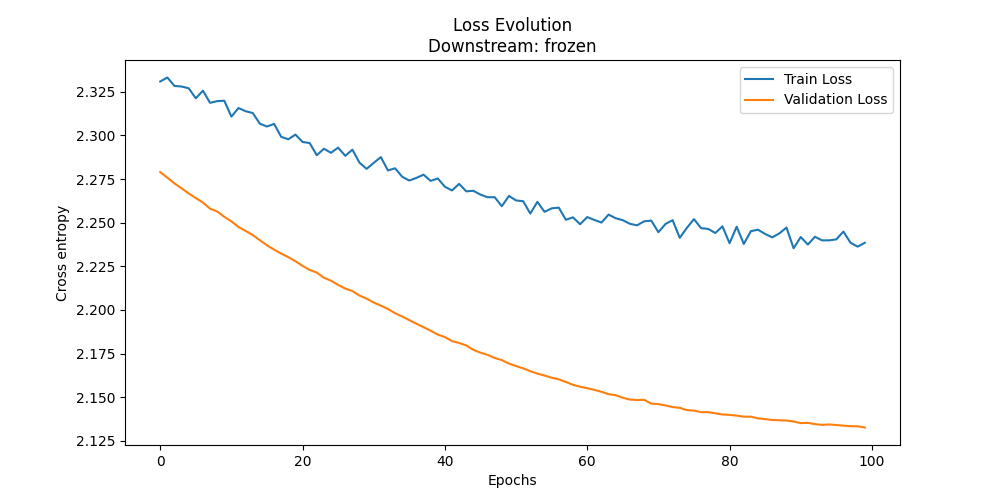 Loss Evolution
Downstream: frozen
Train Loss
Validation Loss
Cross entropy
2.325
2.300
2.275
2.250
2.225
2.200
2.175
2.150
2.125
0 20 40 60 80 100
Epochs